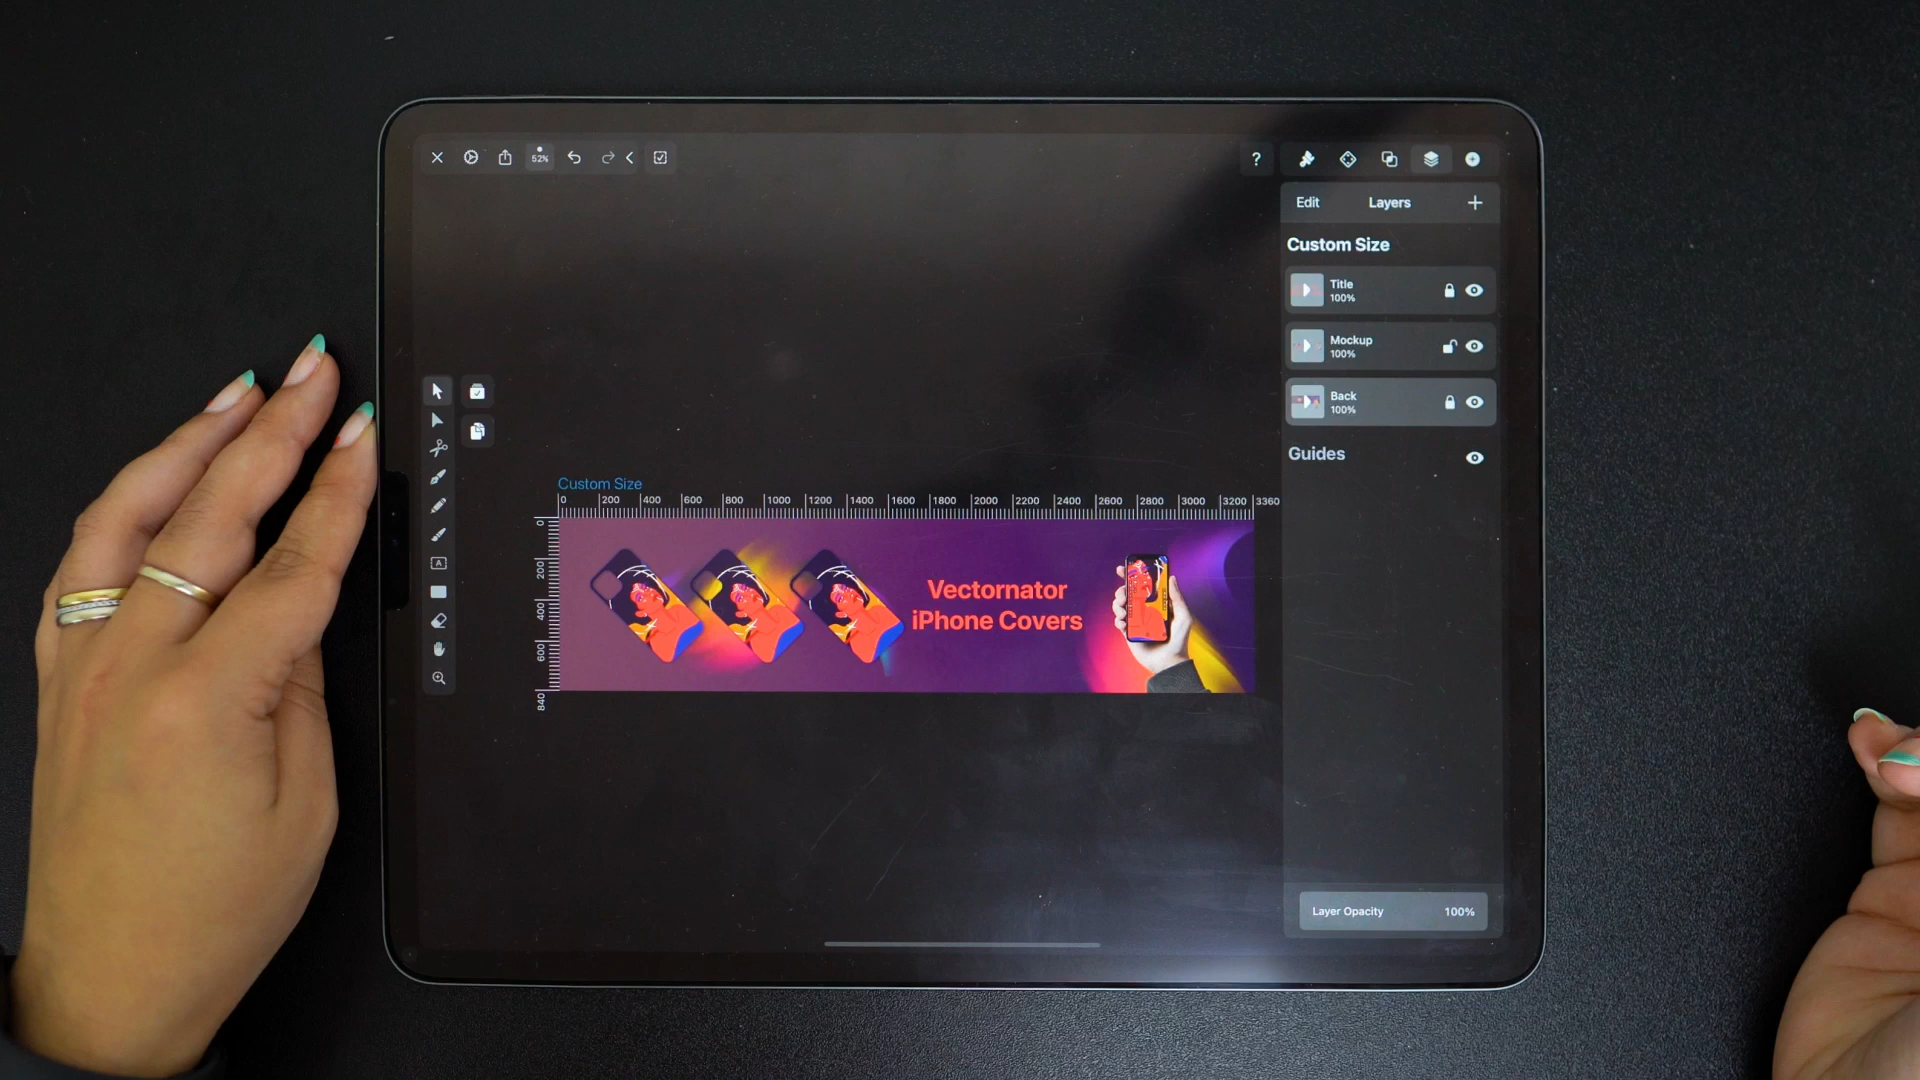 52%
?
Edit Layers +
Custom Size
Title
100%
Mockup
100%
Back
100%
Guides
Custom Size
0 200 400 600 800 1000 1200 1400 1600 1800 2000 2200 2400 2600 2800 3000 3200 3360
0
200
400
600
840
A
Vectornator
iPhone Covers
Layer Opacity 100%